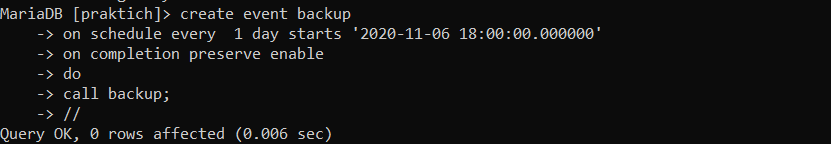 MariaDB [praktich]> create event backup
    -> on schedule every  1 day starts '2020-11-06 18:00:00.000000'
    -> on completion preserve enable
    -> do
    -> call backup;
    -> //
Query OK, 0 rows affected (0.006 sec)